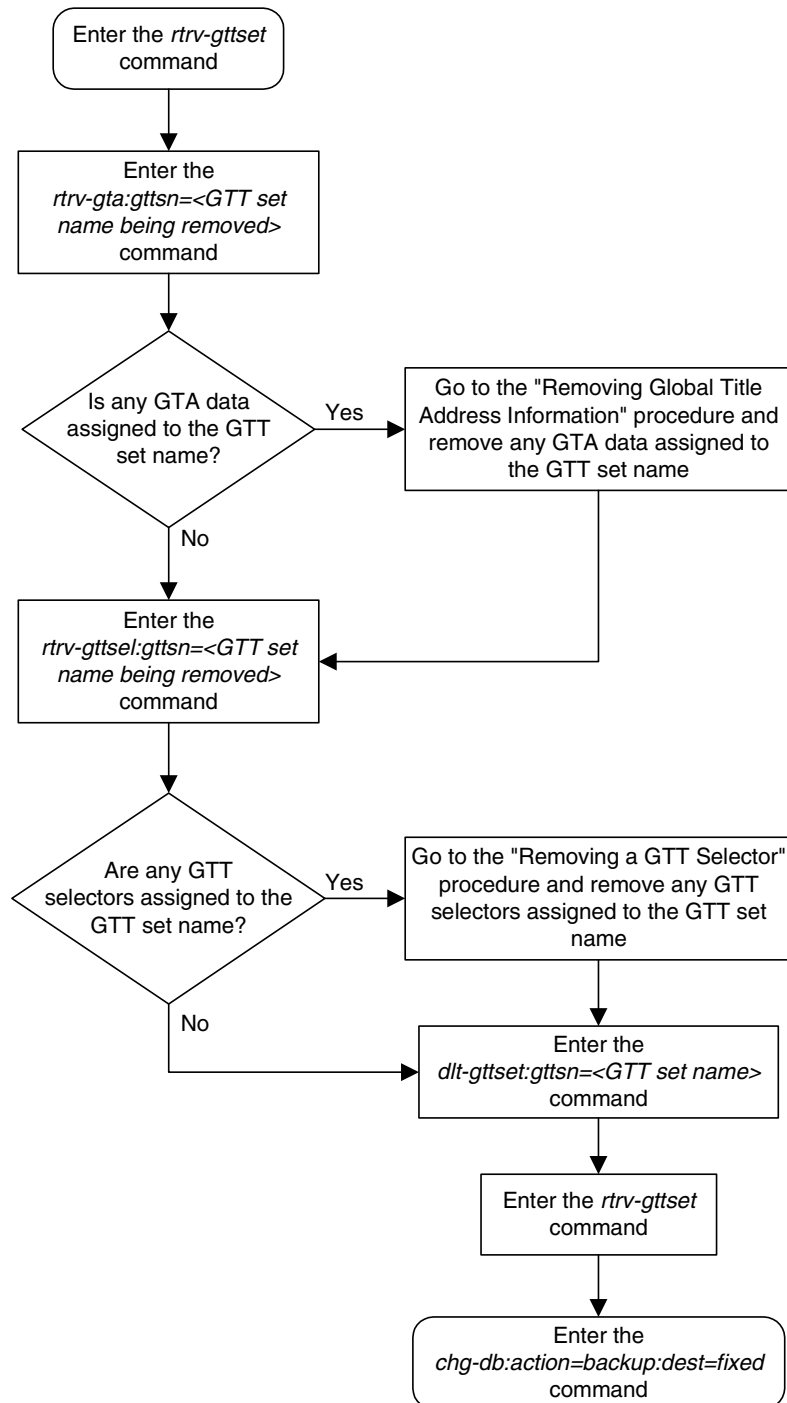 Enter the rtrv-gttset
command
Enter the
rtrv-gta:gttsn=<GTT set
name being removed>
command
Is any GTA data
assigned to the GTT
set name?
Yes
Go to the "Removing Global Title
Address Information" procedure and
remove any GTA data assigned to
the GTT set name
No
Enter the
rtrv-gttsel:gttsn=<GTT set
name being removed>
command
Are any GTT
selectors assigned to the
GTT set name?
Yes
Go to the "Removing a GTT Selector"
procedure and remove any GTT
selectors assigned to the GTT set
name
No
Enter the
dlt-gttset:gttsn=<GTT set name>
command
Enter the rtrv-gttset
command
Enter the
chg-db:action=backup:dest=fixed
command